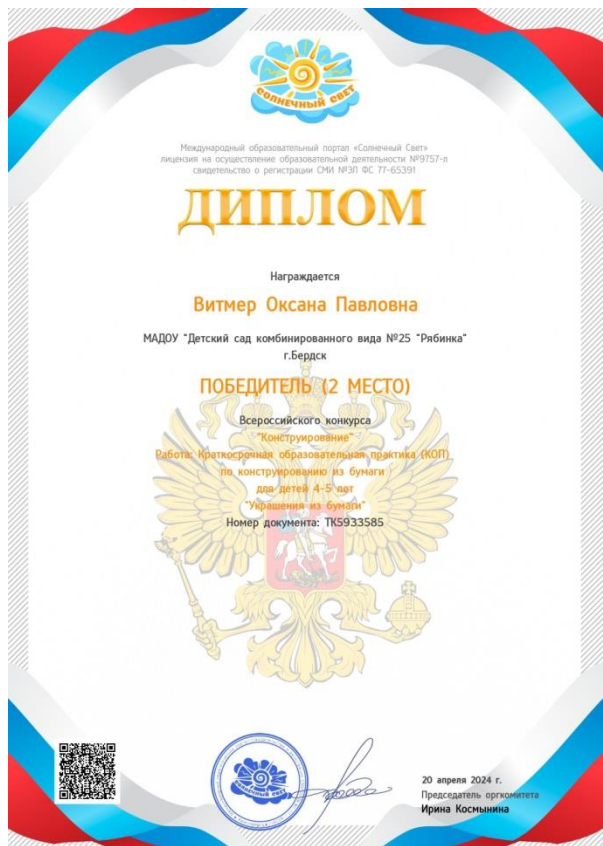 СОЛНЕЧНЫЙ СВЕТ
Международный образовательный портал «Солнечный Свет»
лицензия на осуществление образовательной деятельности №9757-л
свидетельство о регистрации СМИ №ЭЛ ФС 77-65391
ДИПЛОМ
Награждается
Витмер Оксана Павловна
МАДОУ "Детский сад комбинированного вида №25 "Рябинка"
г.Бердск
ПОБЕДИТЕЛЬ (2 МЕСТО)
Всероссийского конкурса
"Конструирование"
Работа: Краткосрочная образовательная практика (КОП)
по конструированию из бумаги
для детей 4-5 лет
"Украшения из бумаги"
Номер документа: TK5933585
СОЛНЕЧНЫЙ СВЕТ
20 апреля 2024 г.
Председатель оргкомитета
Ирина Космынина